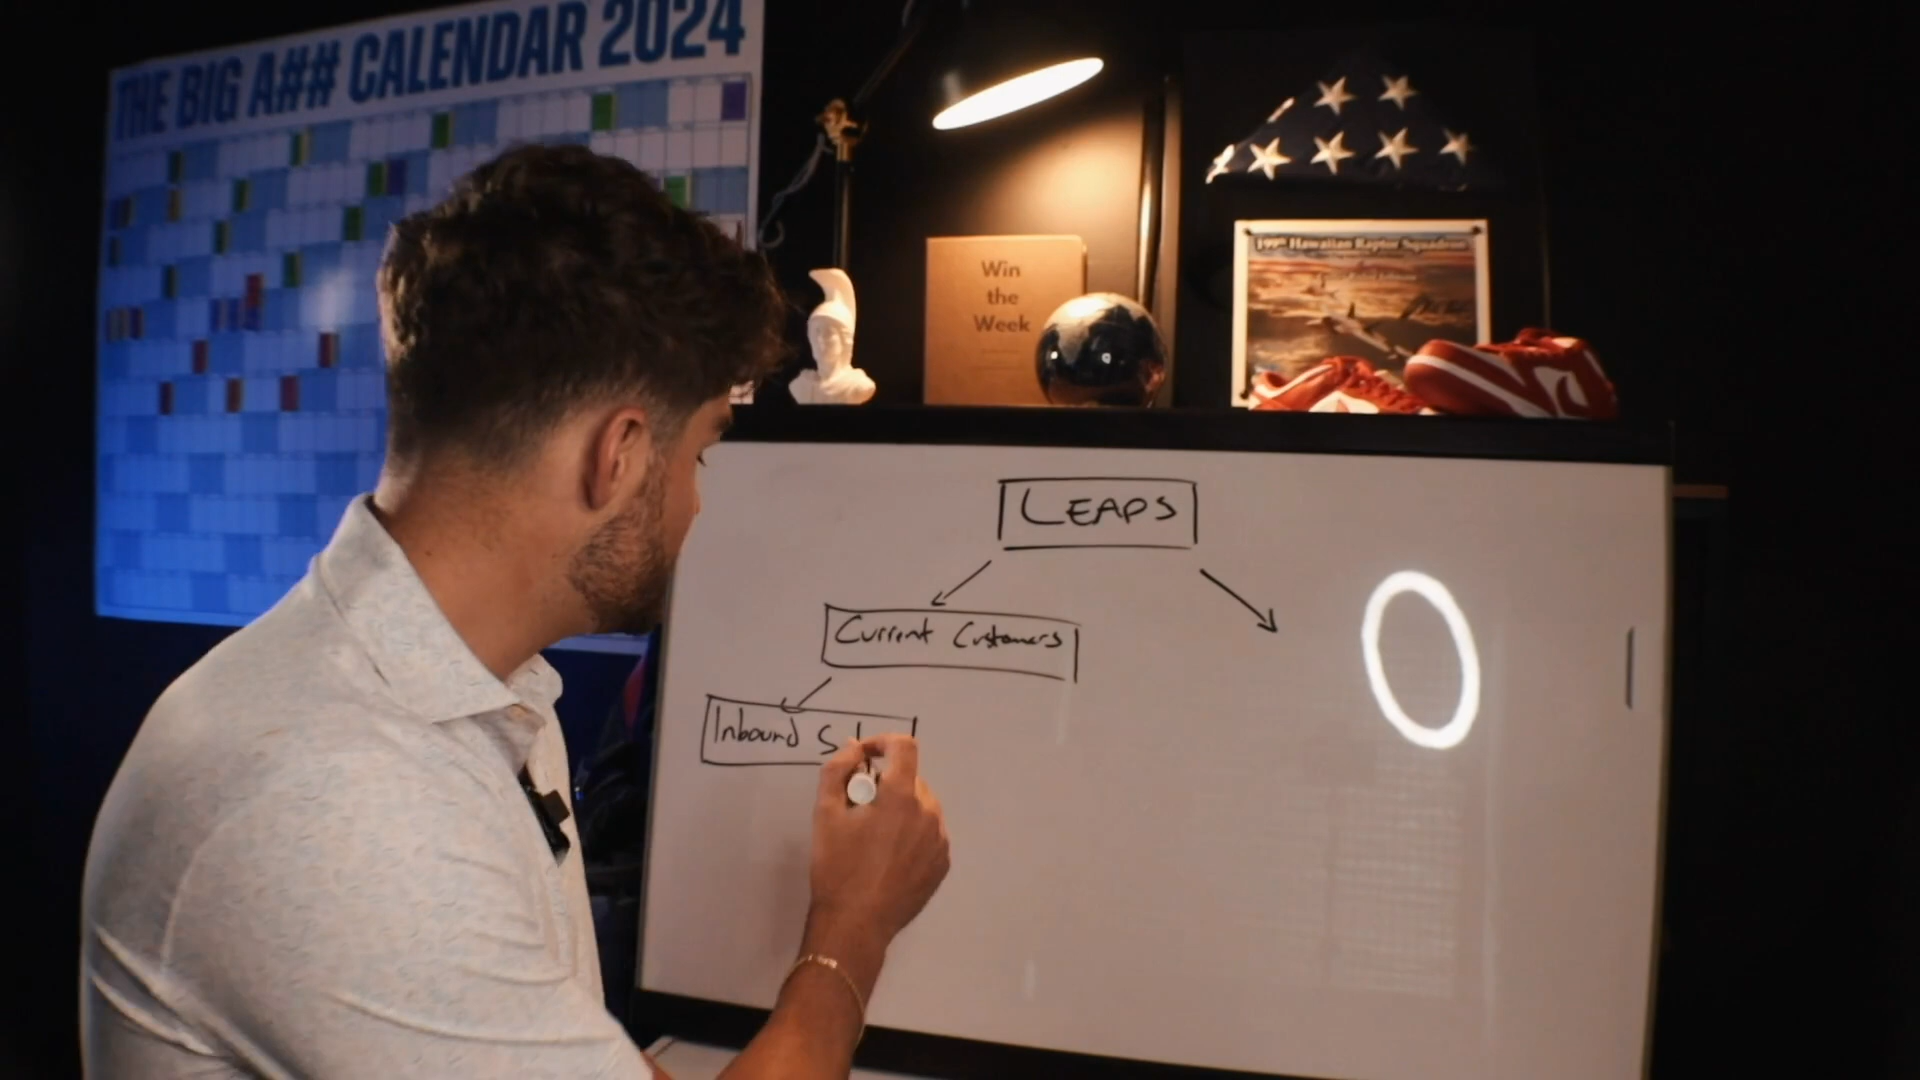 THE BIG A## CALENDAR 2024
Win
the
Week
199th Hawaiian Raptor Squadron
LEAPS
Current Customers
Inbound